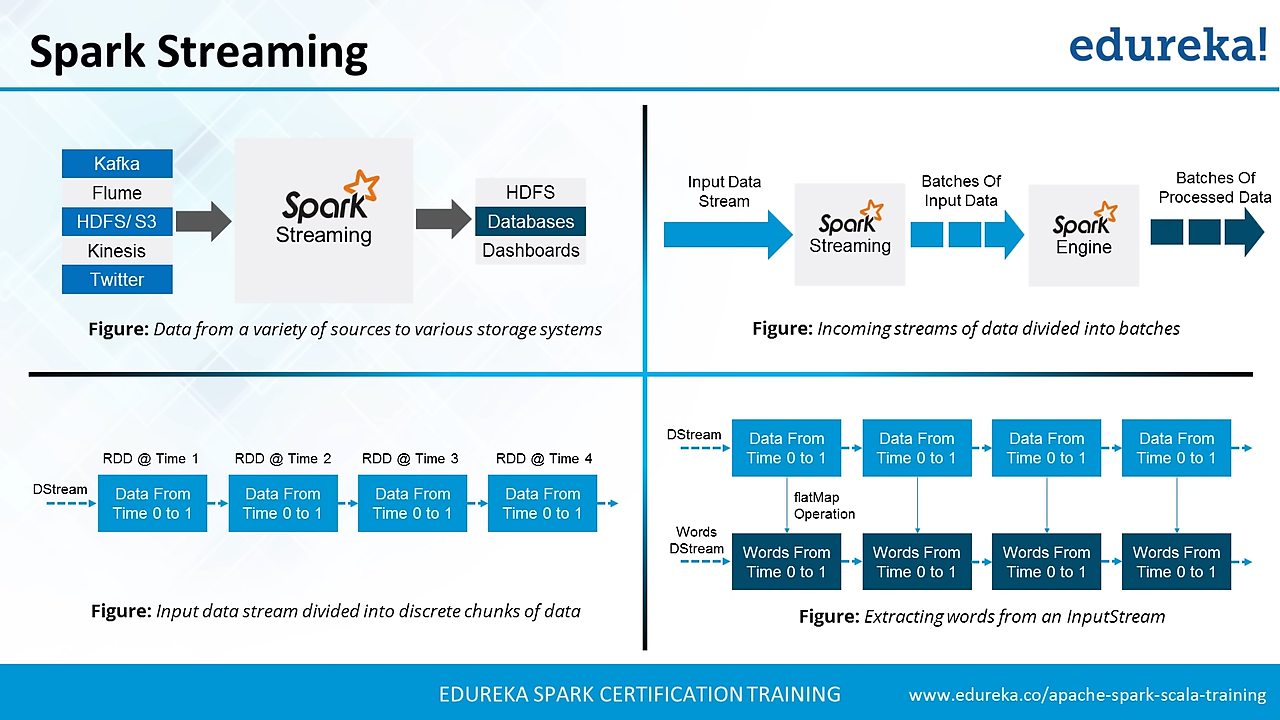 Spark Streaming
edureka!
Kafka
Flume
HDFS/ S3
Kinesis
Twitter
Spark
Streaming
HDFS
Databases
Dashboards
Figure: Data from a variety of sources to various storage systems
Input Data
Stream
Spark
Streaming
Batches Of
Input Data
Spark
Engine
Batches Of
Processed Data
Figure: Incoming streams of data divided into batches
RDD @ Time 1
RDD @ Time 2
RDD @ Time 3
RDD @ Time 4
DStream
Data From
Time 0 to 1
Data From
Time 0 to 1
Data From
Time 0 to 1
Data From
Time 0 to 1
Figure: Input data stream divided into discrete chunks of data
DStream
Data From
Time 0 to 1
Data From
Time 0 to 1
Data From
Time 0 to 1
Data From
Time 0 to 1
flatMap
Operation
Words
DStream
Words From
Time 0 to 1
Words From
Time 0 to 1
Words From
Time 0 to 1
Words From
Time 0 to 1
Figure: Extracting words from an InputStream
EDUREKA SPARK CERTIFICATION TRAINING
www.edureka.co/apache-spark-scala-training